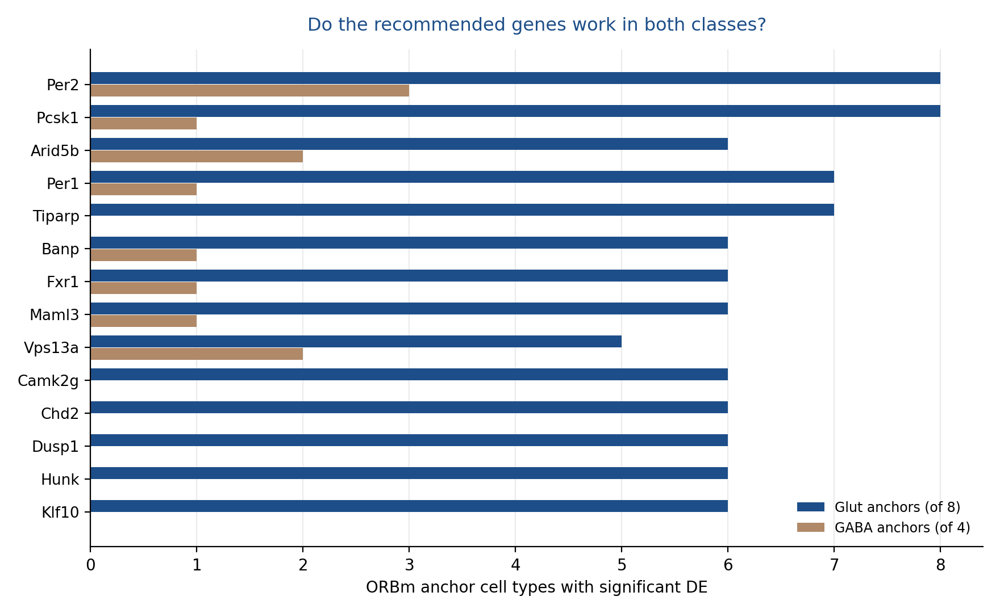 Do the recommended genes work in both classes?
Per2
Pcsk1
Arid5b
Per1
Tiparp
Banp
Fxr1
Maml3
Vps13a
Camk2g
Chd2
Dusp1
Hunk
Klf10
Glut anchors (of 8)
GABA anchors (of 4)
0 1 2 3 4 5 6 7 8
ORBm anchor cell types with significant DE